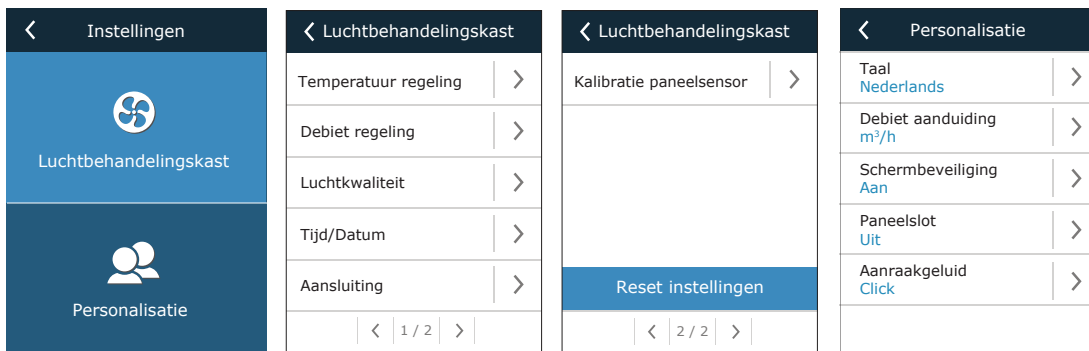 Instellingen
Luchtbehandelingskast
Personalisatie
Luchtbehandelingskast
Temperatuur regeling
Debiet regeling
Luchtkwaliteit
Tijd/Datum
Aansluiting
1 / 2
Luchtbehandelingskast
Kalibratie paneelsensor
Reset instellingen
2 / 2
Personalisatie
Taal
Nederlands
Debiet aanduiding
m³/h
Schermbeveiliging
Aan
Paneelslot
Uit
Aanraakgeluid
Click